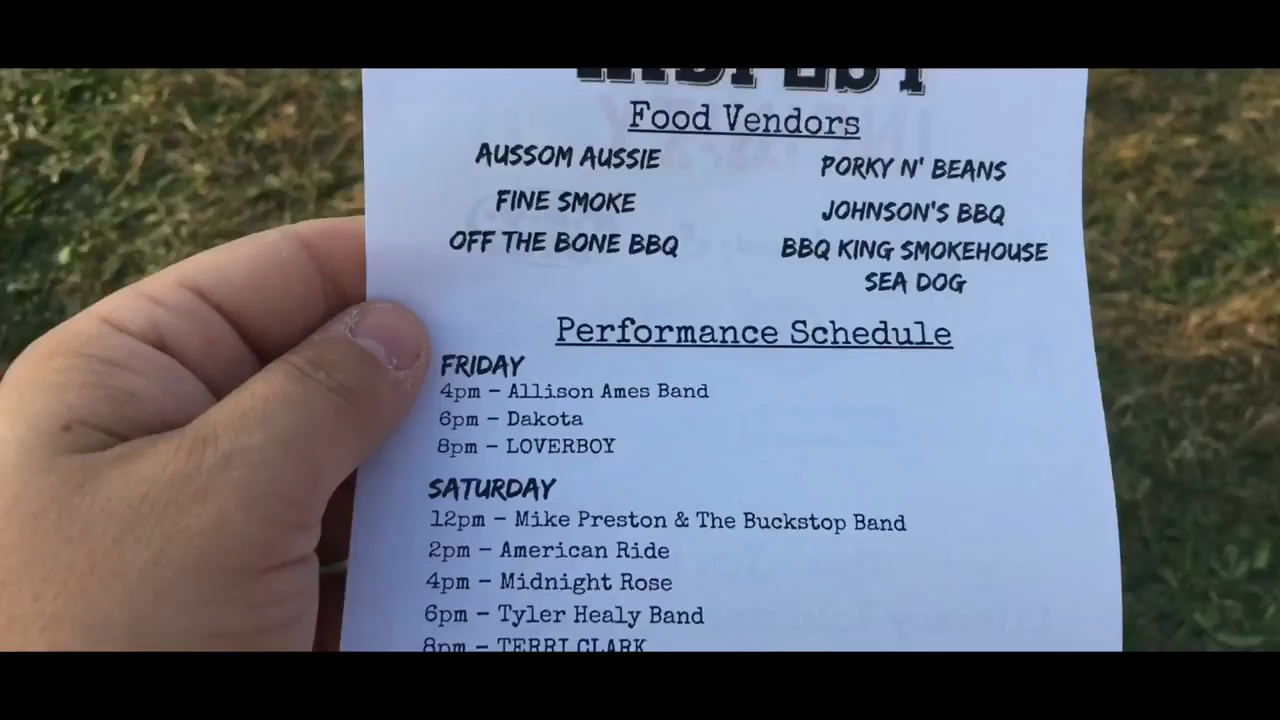 Food Vendors
AUSSOM AUSSIE
PORKY N' BEANS
FINE SMOKE
JOHNSON'S BBQ
OFF THE BONE BBQ
BBQ KING SMOKEHOUSE
SEA DOG
Performance Schedule
FRIDAY
4pm – Allison Ames Band
6pm – Dakota
8pm – LOVERBOY
SATURDAY
12pm – Mike Preston & The Buckstop Band
2pm – American Ride
4pm – Midnight Rose
6pm – Tyler Healy Band
8pm – TERRI CLARK